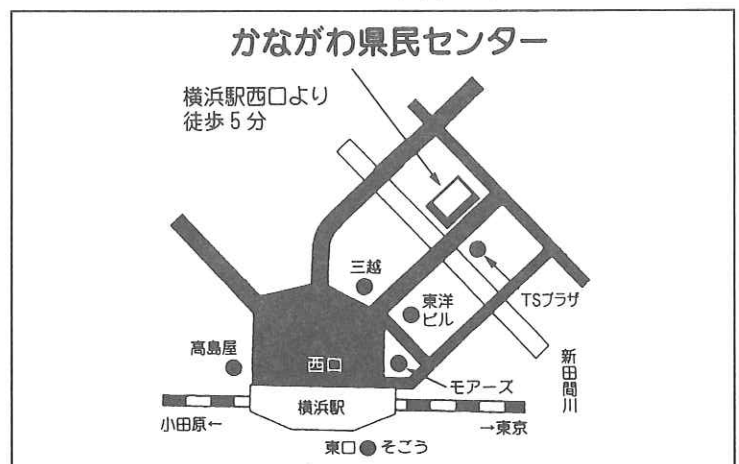 かながわ県民センター
横浜駅西口より
徒歩5分
三越
東洋
ビル
TSプラザ
高島屋
西口
モアーズ
新田間川
横浜駅
小田原←
→東京
東口●そごう